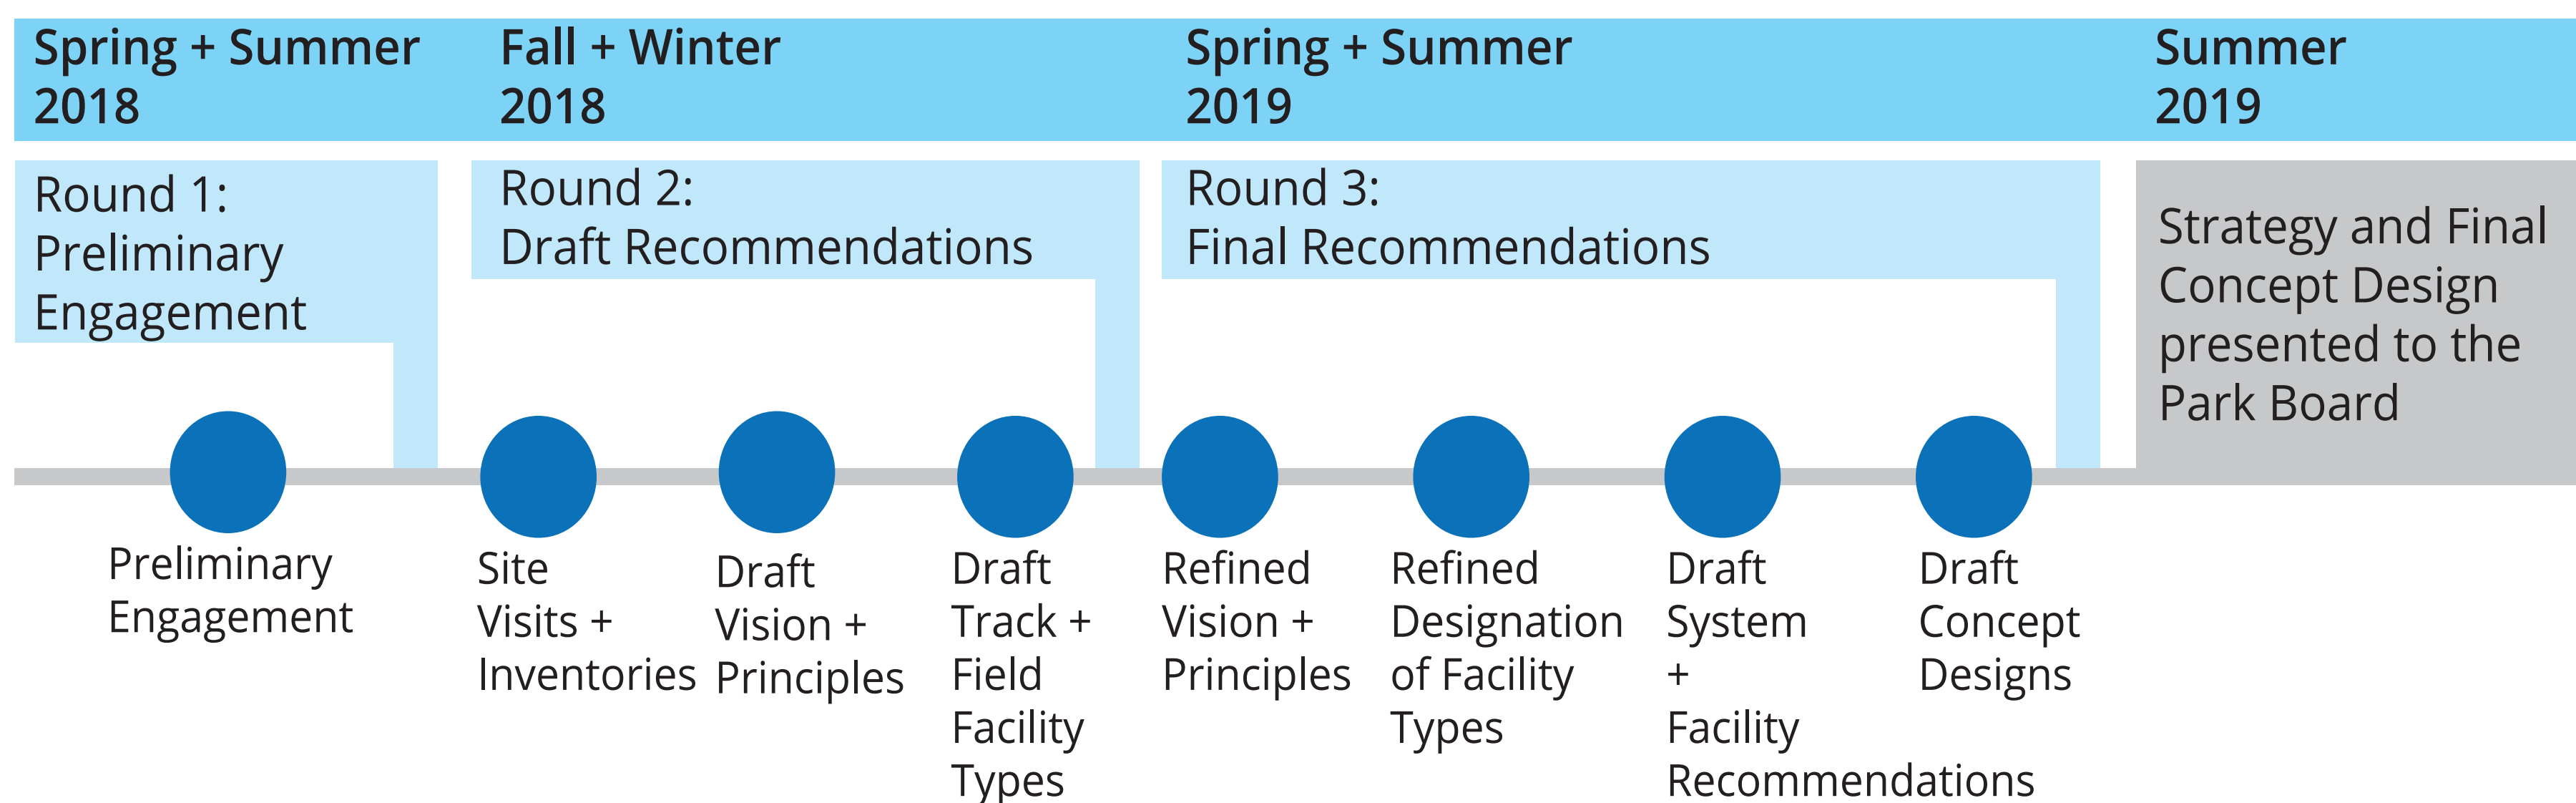 Spring + Summer
2018
Fall + Winter
2018
Spring + Summer
2019
Summer
2019
Round 1:
Preliminary
Engagement
Round 2:
Draft Recommendations
Round 3:
Final Recommendations
Strategy and Final
Concept Design
presented to the
Park Board
Preliminary
Engagement
Site
Visits +
Inventories
Draft
Vision +
Principles
Draft
Track +
Field
Facility
Types
Refined
Vision +
Principles
Refined
Designation
of Facility
Types
Draft
System
+
Facility
Recommendations
Draft
Concept
Designs